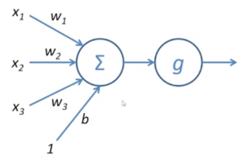 x₁ w₁
x₂ w₂ Σ g
x₃ w₃
b
1